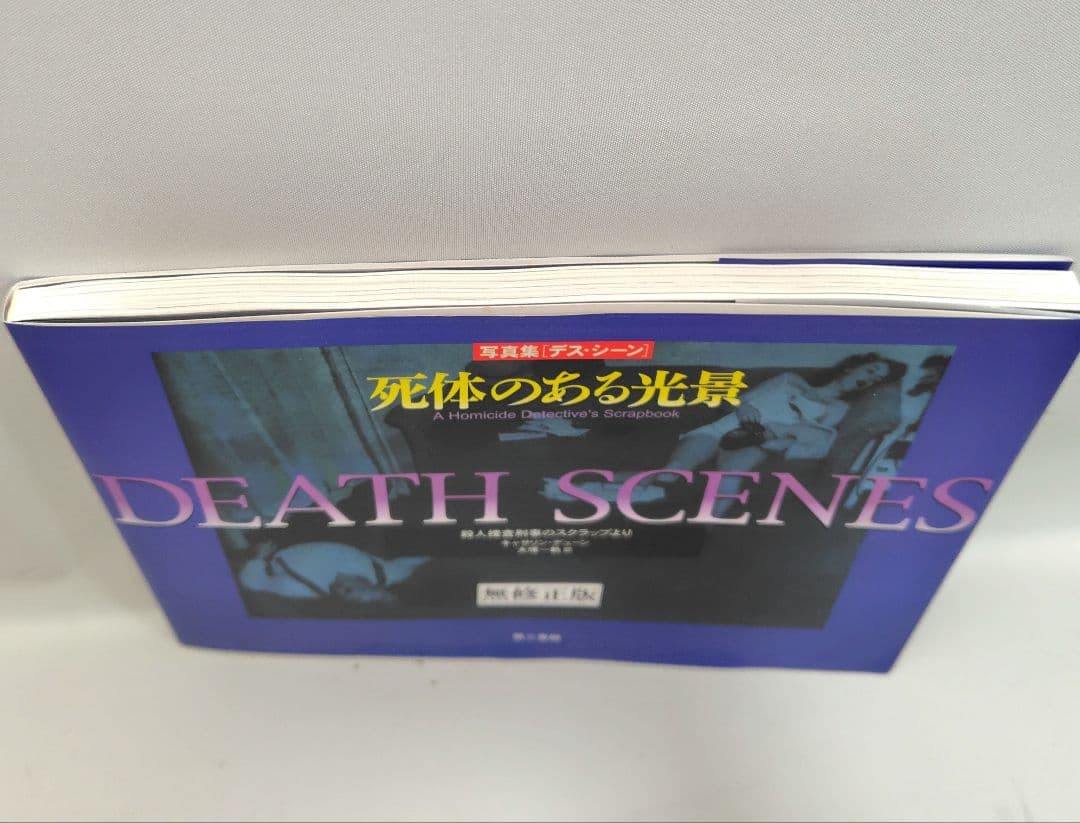 写真集[デス・シーン]
死体のある光景
A Homicide Detective's Scrapbook
DEATH SCENES
殺人捜査刑事のスクラップより
キャサリン・デューン
無修正版